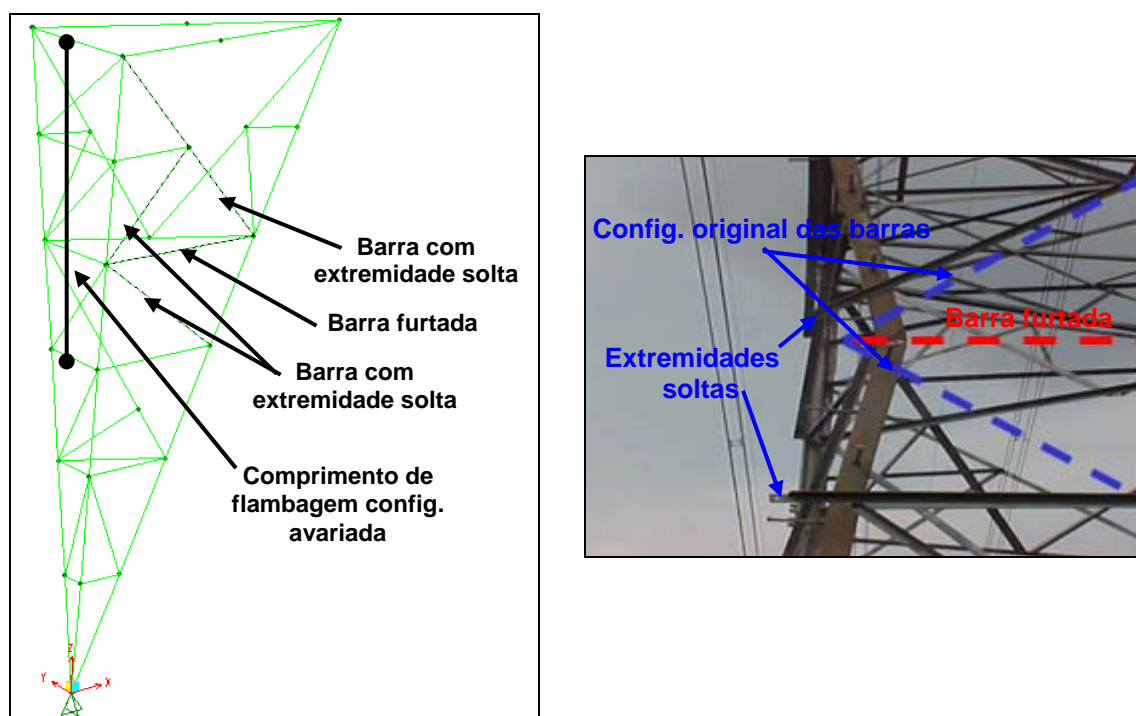 Barra com
extremidade solta
Barra furtada
Barra com
extremidade solta
Comprimento de
flambagem config.
avariada
Z
Y
X
Config. original das barras
Barra furtada
Extremidades
soltas